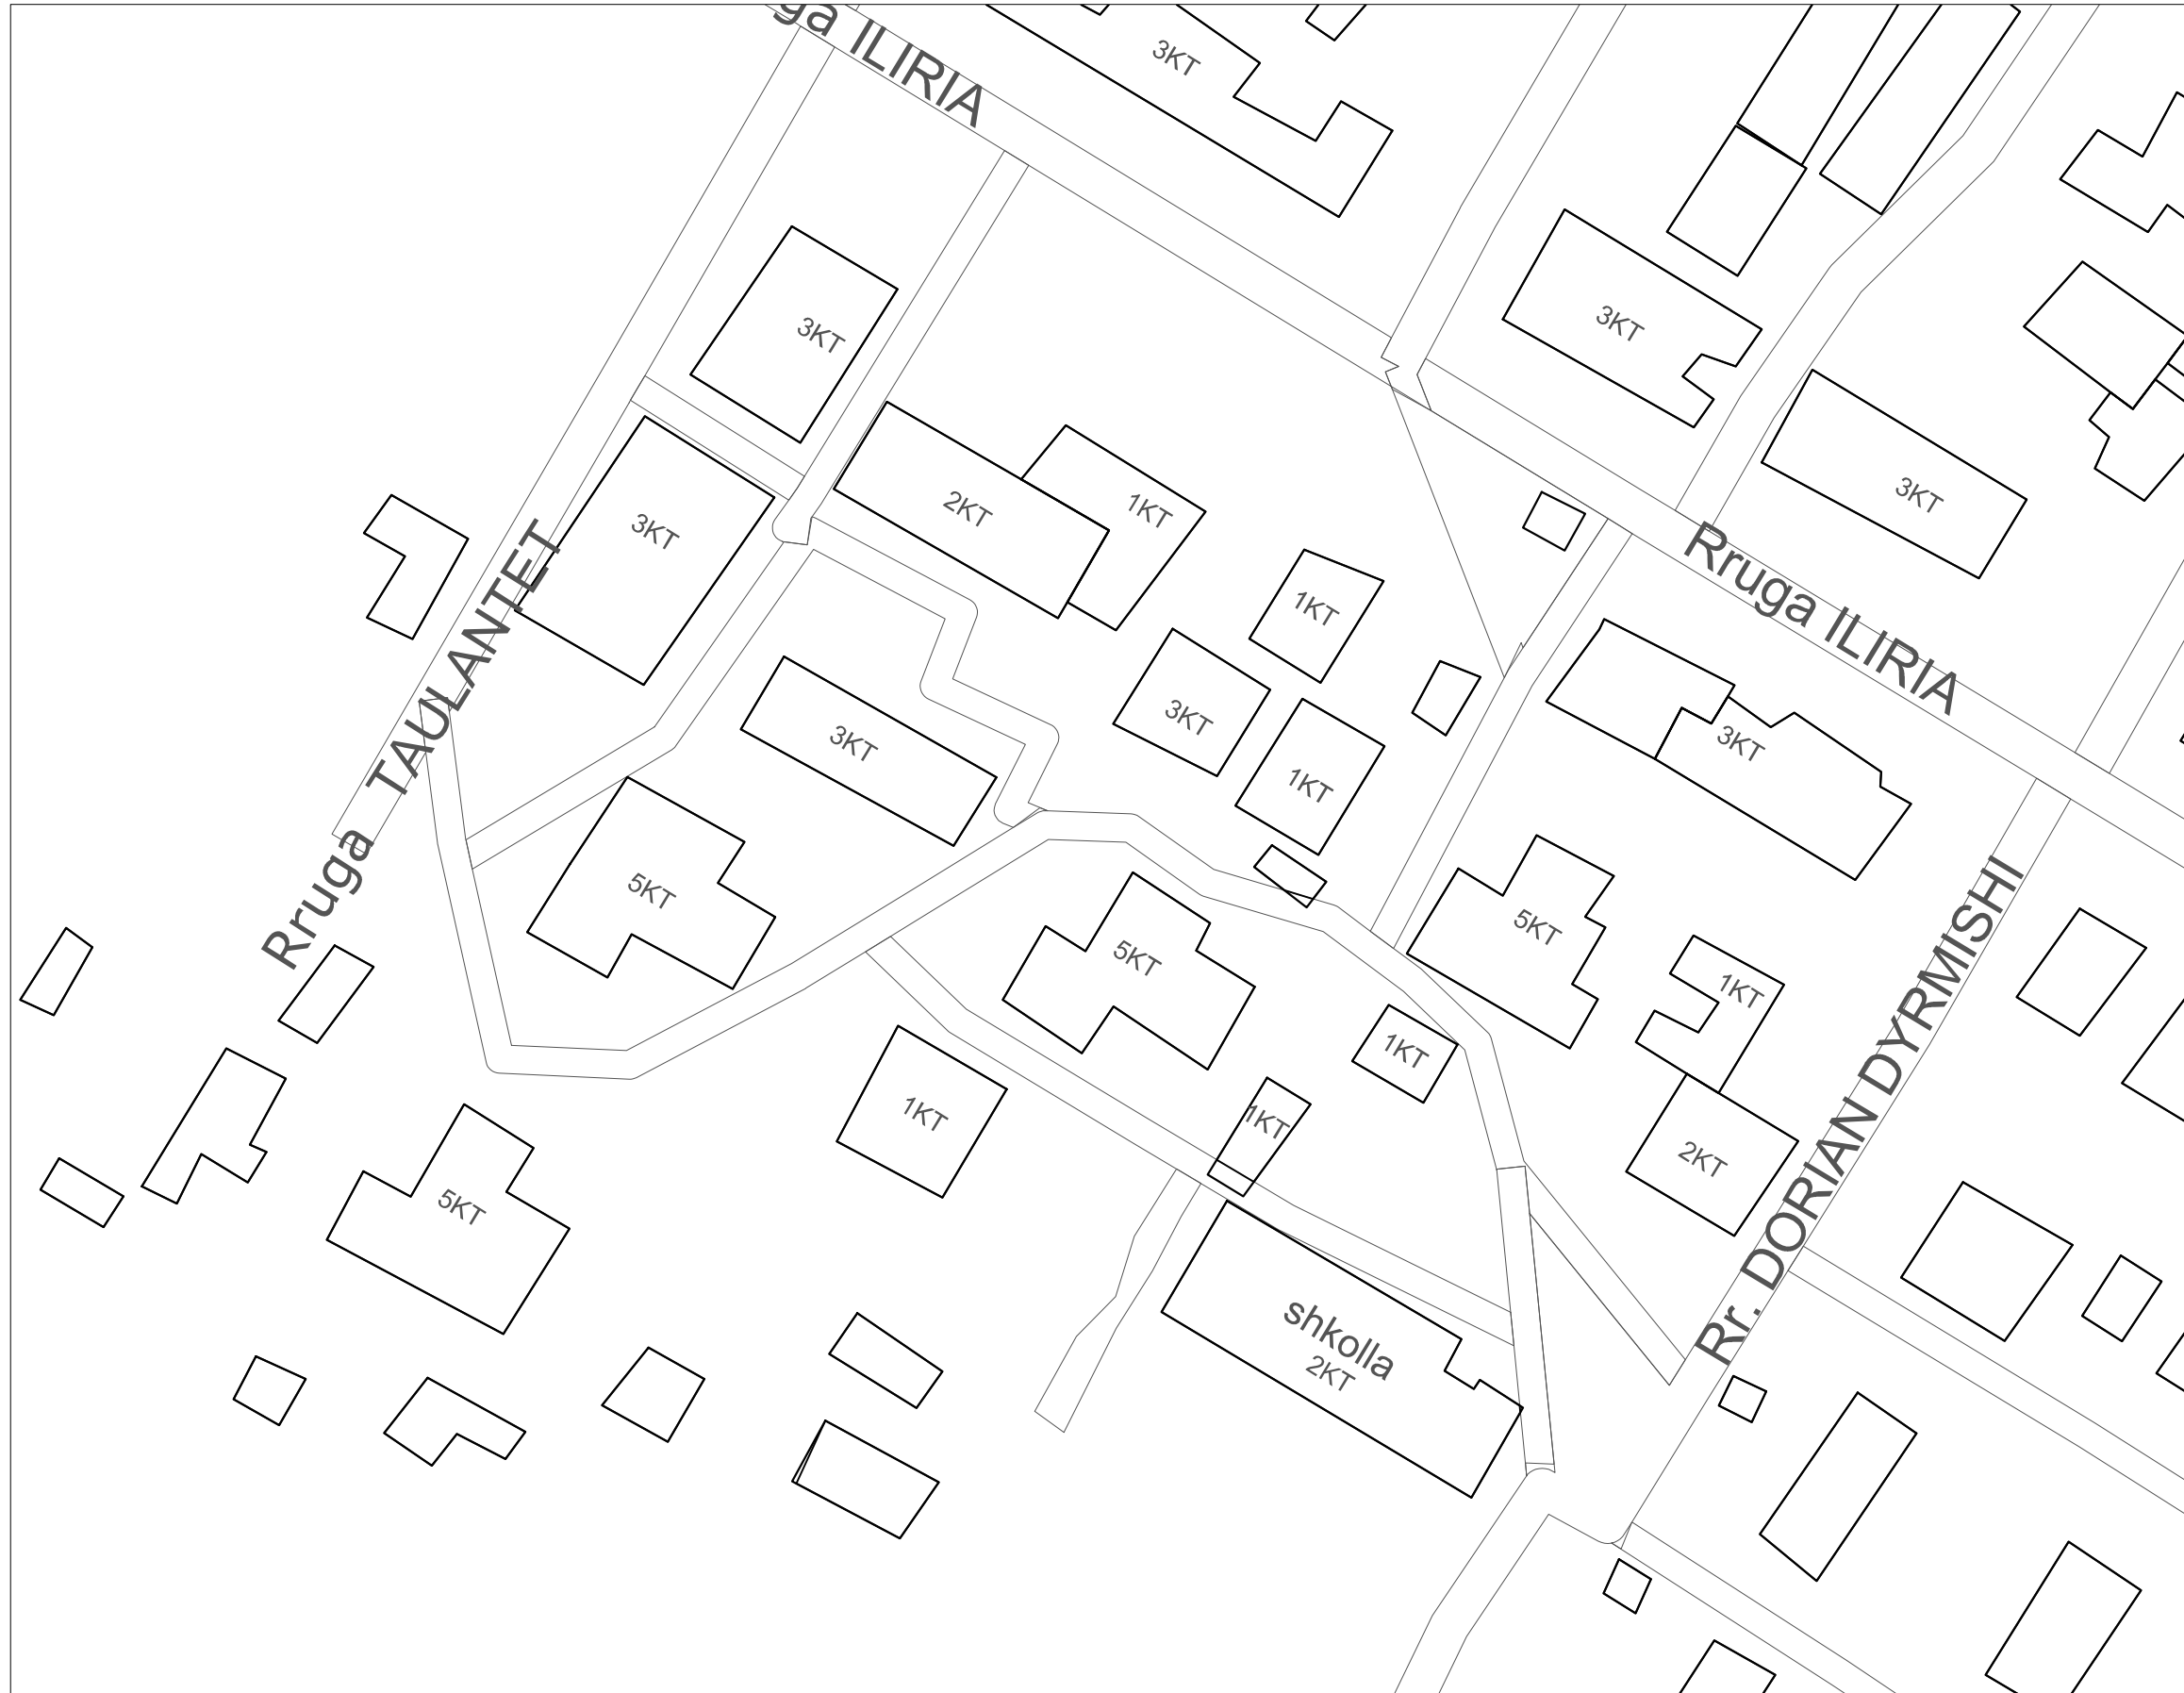 ga ILIRIA
3KT
3KT
3KT
3KT
3KT
2KT
1KT
Rruga ILIRIA
1KT
3KT
1KT
3KT
3KT
Rruga TAULANTET
5KT
5KT
5KT
1KT
1KT
1KT
1KT
2KT
Rr. DORIAN DYRMISHI
5KT
shkolla
2KT